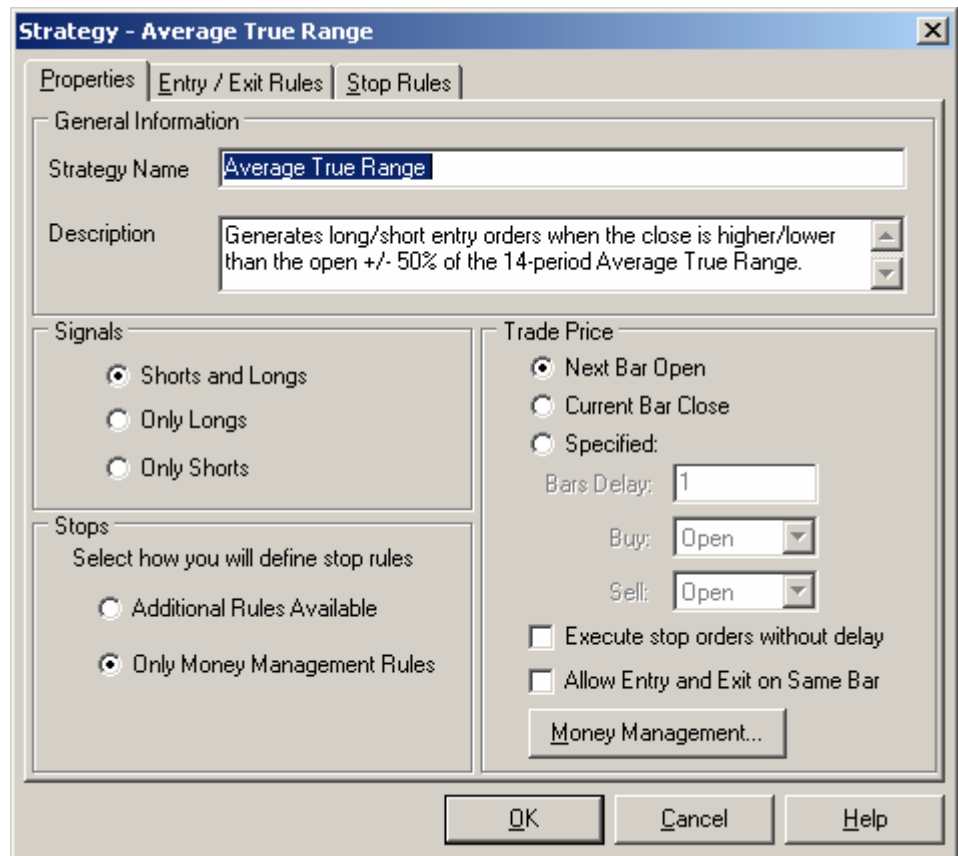 Strategy - Average True Range
Properties
Entry / Exit Rules
Stop Rules
General Information
Strategy Name
Average True Range
Description
Generates long/short entry orders when the close is higher/lower
than the open +/- 50% of the 14-period Average True Range.
Signals
Shorts and Longs
Only Longs
Only Shorts
Stops
Select how you will define stop rules
Additional Rules Available
Only Money Management Rules
Trade Price
Next Bar Open
Current Bar Close
Specified:
Bars Delay:
1
Buy:
Open
Sell:
Open
Execute stop orders without delay
Allow Entry and Exit on Same Bar
Money Management...
OK
Cancel
Help